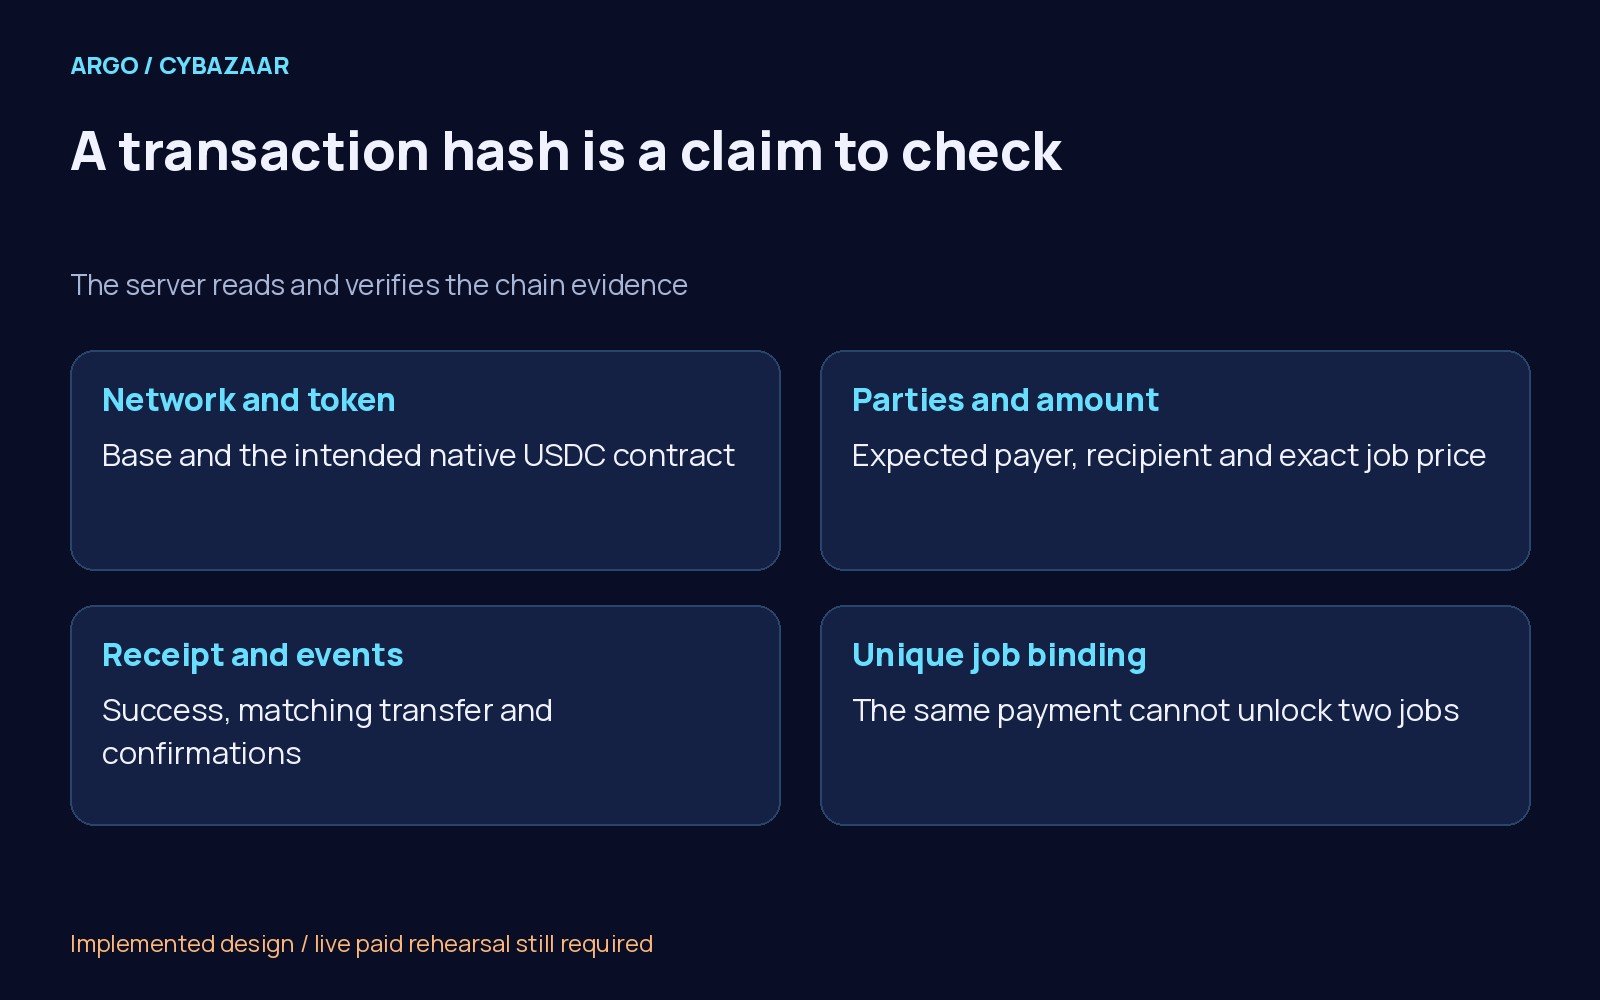 ARGO / CYBAZAAR
A transaction hash is a claim to check
The server reads and verifies the chain evidence
Network and token
Base and the intended native USDC contract
Parties and amount
Expected payer, recipient and exact job price
Receipt and events
Success, matching transfer and
confirmations
Unique job binding
The same payment cannot unlock two jobs
Implemented design / live paid rehearsal still required